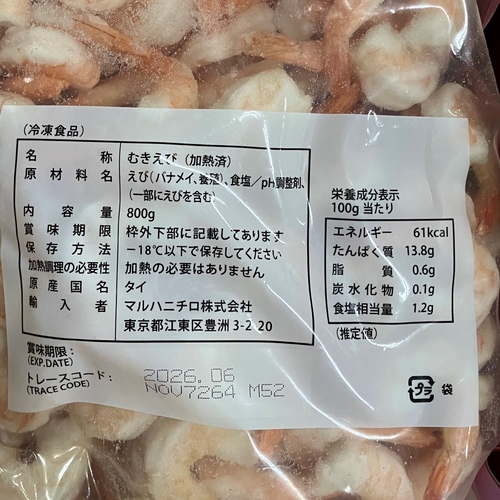 (冷凍食品)
名称 むきえび (加熱済)
原材料名 えび(バナメイ、養殖)、食塩／pH調整剤、
(一部にえびを含む)
内容量 800g
賞味期限 枠外下部に記載してあります
保存方法 −18℃以下で保存してください
加熱調理の必要性 加熱の必要はありません
原産国名 タイ
輸入者 マルハニチロ株式会社
東京都江東区豊洲 3-2 20
栄養成分表示
100g 当たり
エネルギー 61kcal
たんぱく質 13.8g
脂質 0.6g
炭水化物 0.1g
食塩相当量 1.2g
(推定値)
賞味期限：
(EXP.DATE)
2026.06
トレースコード：
(TRACE CODE)
NOV7264 M52
プラ 袋